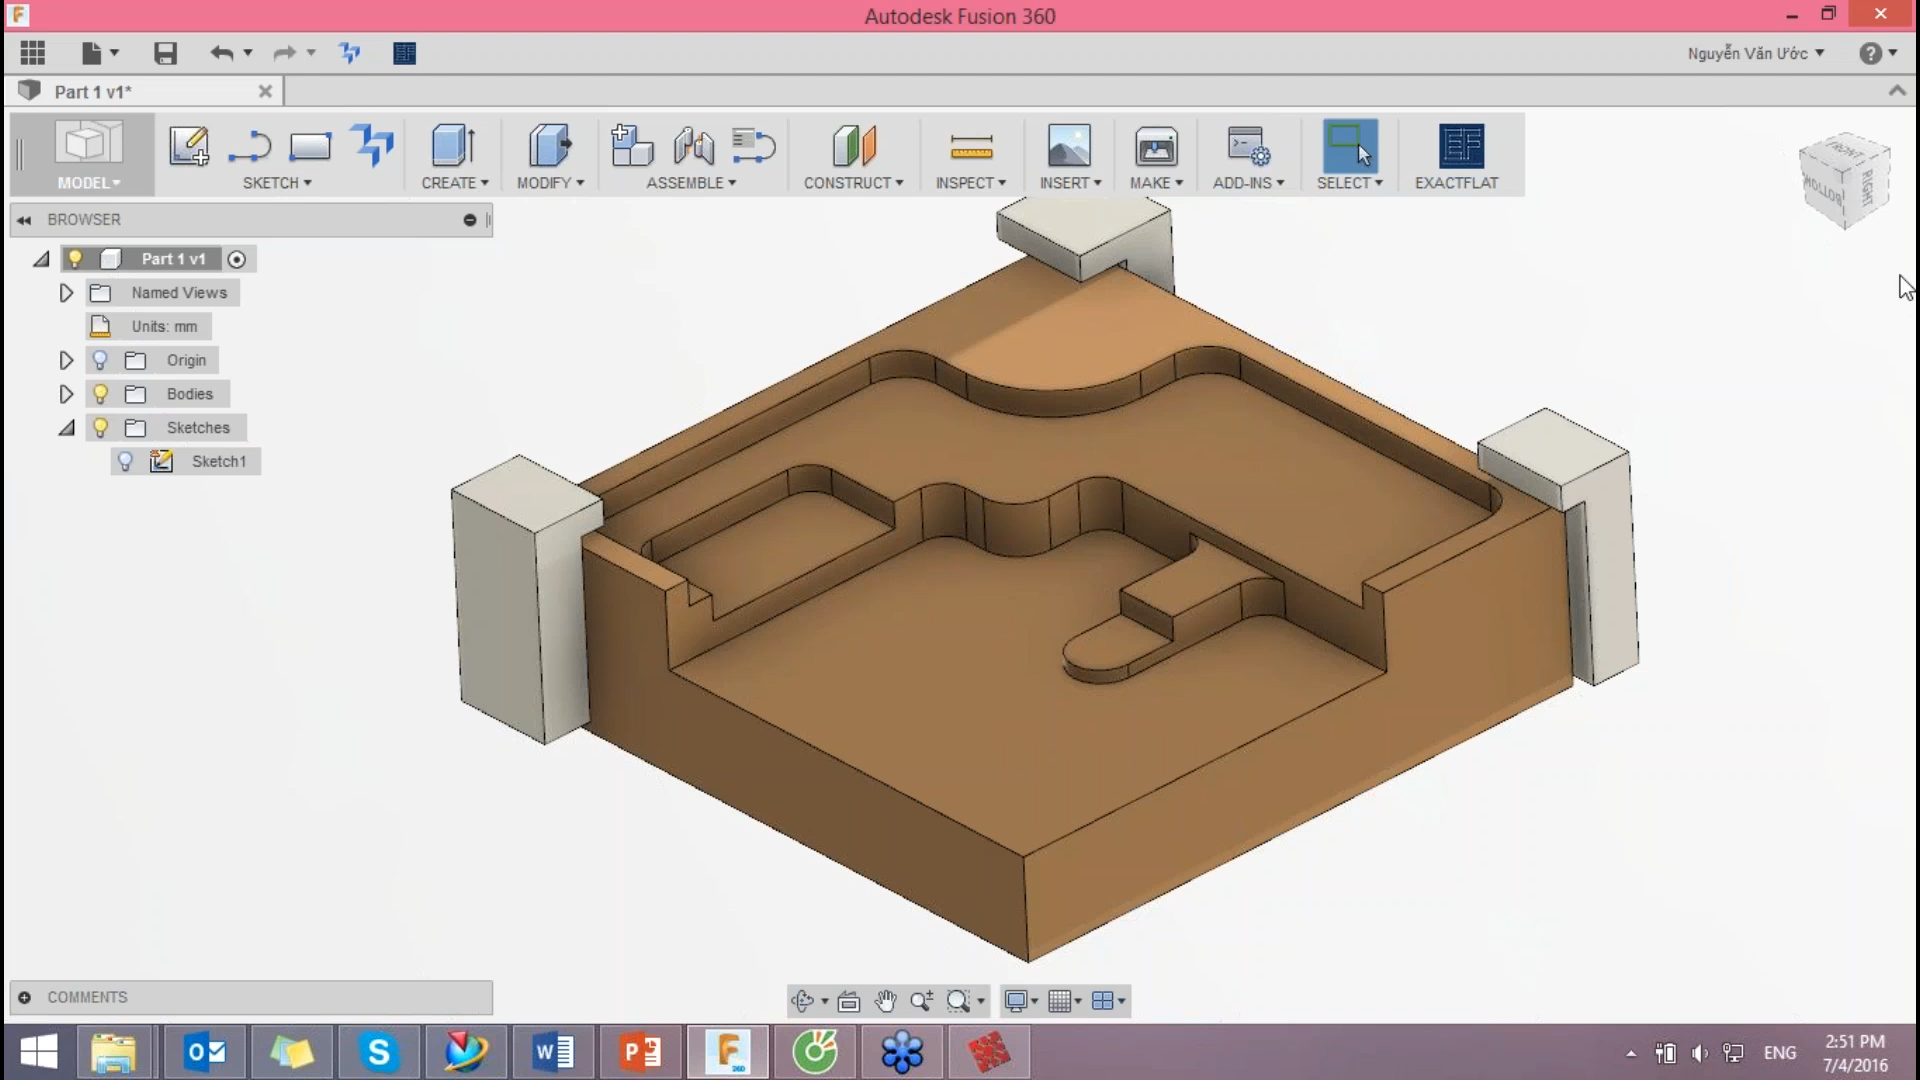 Autodesk Fusion 360
Nguyễn Văn Ước
Part 1 v1*
MODEL
SKETCH
CREATE
MODIFY
ASSEMBLE
CONSTRUCT
INSPECT
INSERT
MAKE
ADD-INS
SELECT
EXACTFLAT
FRONT
BOTTOM
RIGHT
BROWSER
Part 1 v1
Named Views
Units: mm
Origin
Bodies
Sketches
Sketch1
COMMENTS
ENG
2:51 PM
7/4/2016